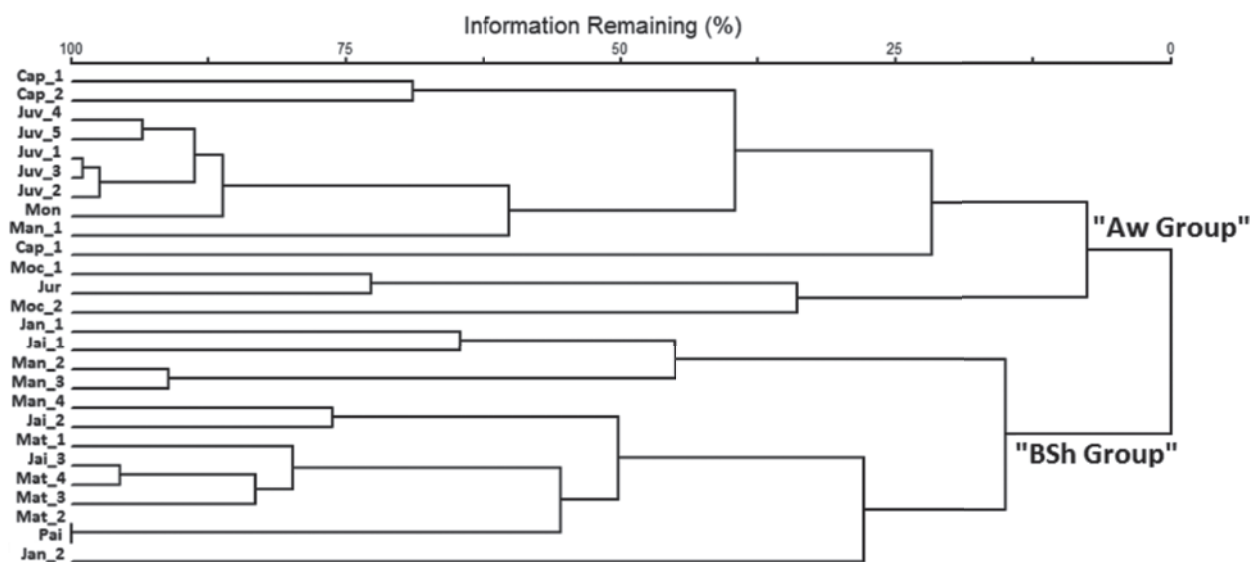 Information Remaining (%)
100 75 50 25 0
Cap_1
Cap_2
Juv_4
Juv_5
Juv_1
Juv_3
Juv_2
Mon
Man_1
Cap_1
"Aw Group"
Moc_1
Jur
Moc_2
Jan_1
Jai_1
Man_2
Man_3
Man_4
Jai_2
Mat_1
"BSh Group"
Jai_3
Mat_4
Mat_3
Mat_2
Pai
Jan_2